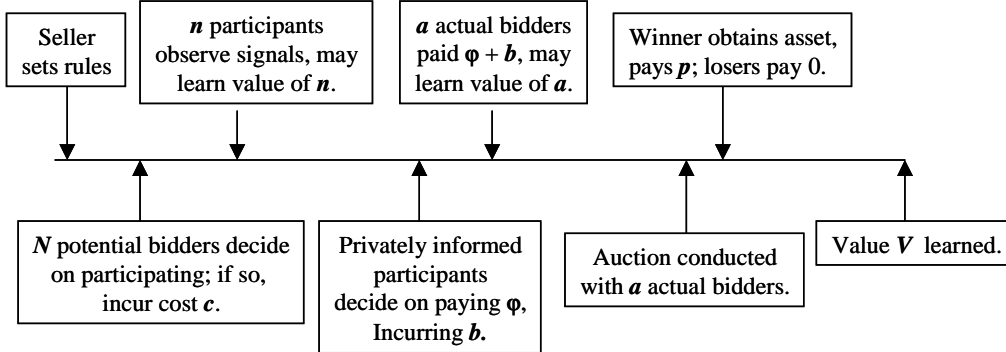 Seller
sets rules
n participants
observe signals, may
learn value of n.
a actual bidders
paid φ + b, may
learn value of a.
Winner obtains asset,
pays p; losers pay 0.
N potential bidders decide
on participating; if so,
incur cost c.
Privately informed
participants
decide on paying φ,
Incurring b.
Auction conducted
with a actual bidders.
Value V learned.